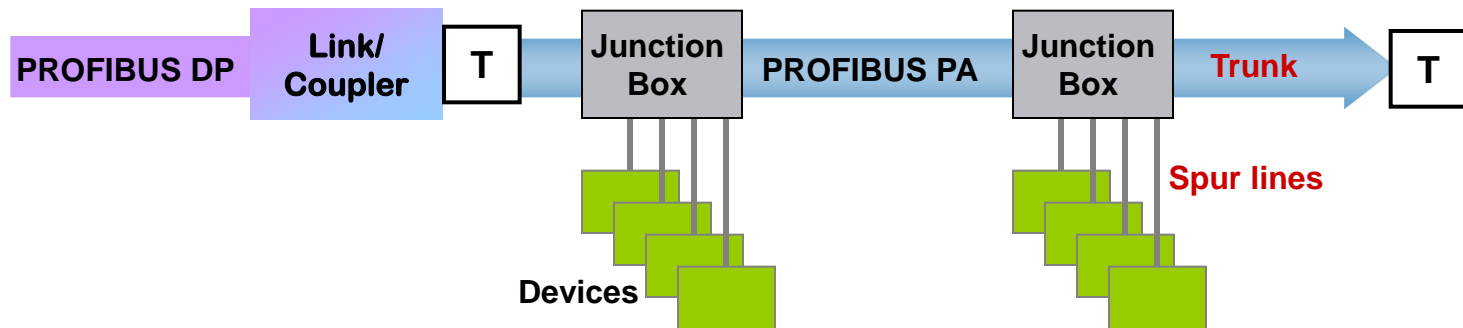 PROFIBUS DP
Link/
Coupler
T
Junction
Box
PROFIBUS PA
Junction
Box
Trunk
T
Spur lines
Devices